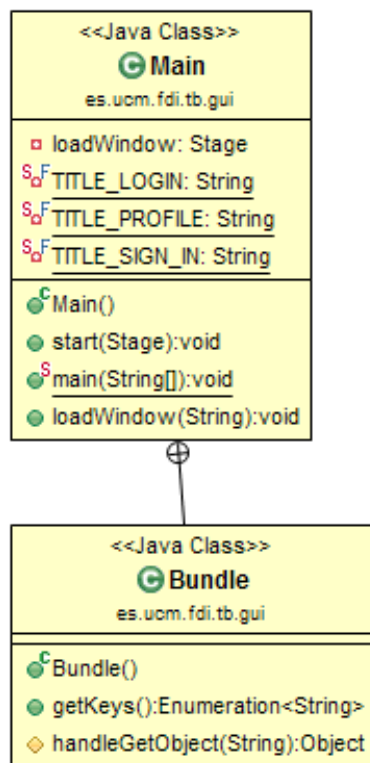 <<Java Class>>
C Main
es.ucm.fdi.tb.gui
loadWindow: Stage
S F TITLE_LOGIN: String
S F TITLE_PROFILE: String
S F TITLE_SIGN_IN: String
C Main()
start(Stage):void
S main(String[]):void
loadWindow(String):void
<<Java Class>>
C Bundle
es.ucm.fdi.tb.gui
C Bundle()
getKeys():Enumeration<String>
handleGetObject(String):Object